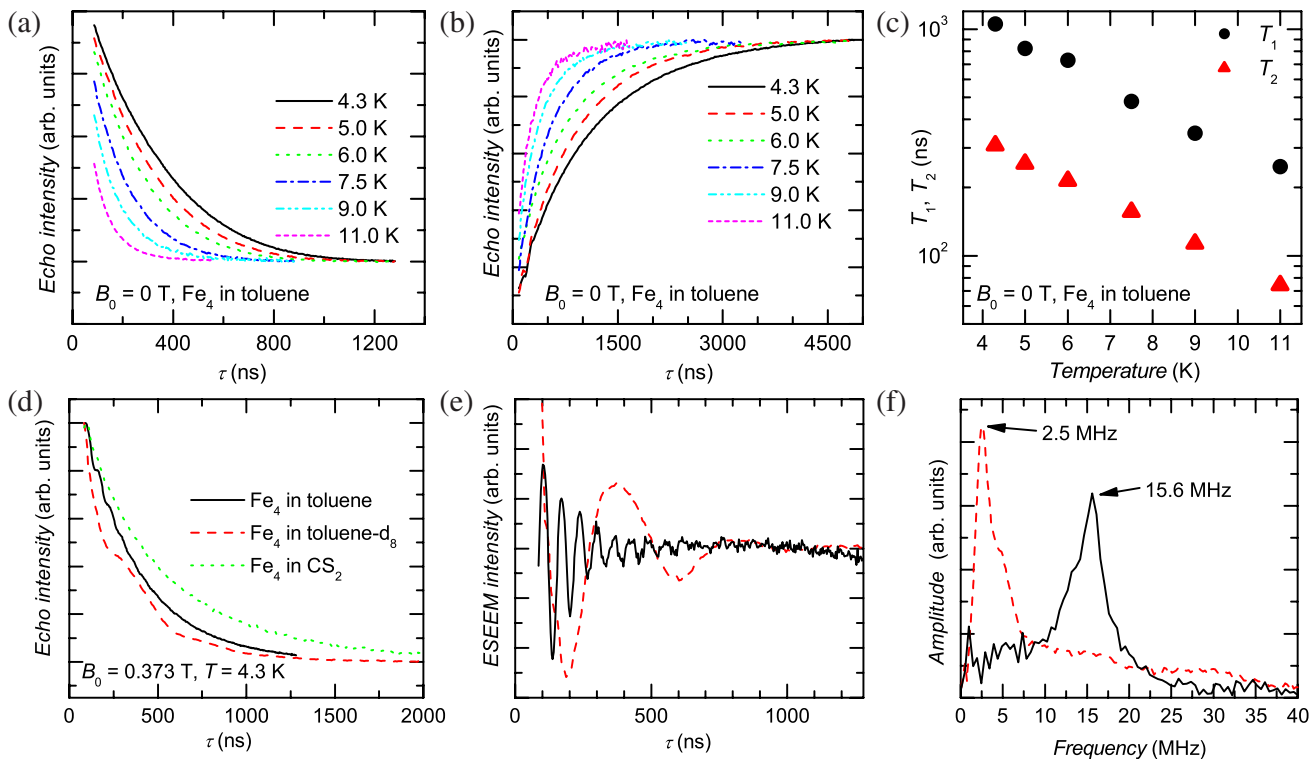 (a)
Echo intensity (arb. units)
4.3 K
5.0 K
6.0 K
7.5 K
9.0 K
11.0 K
B₀ = 0 T, Fe₄ in toluene
0 400 800 1200
τ (ns)
(b)
Echo intensity (arb. units)
4.3 K
5.0 K
6.0 K
7.5 K
9.0 K
11.0 K
B₀ = 0 T, Fe₄ in toluene
0 1500 3000 4500
τ (ns)
(c)
T₁, T₂ (ns)
10³
10²
T₁
T₂
B₀ = 0 T, Fe₄ in toluene
4 5 6 7 8 9 10 11
Temperature (K)
(d)
Echo intensity (arb. units)
Fe₄ in toluene
Fe₄ in toluene-d₈
Fe₄ in CS₂
B₀ = 0.373 T, T = 4.3 K
0 500 1000 1500 2000
τ (ns)
(e)
ESEEM intensity (arb. units)
0 500 1000
τ (ns)
(f)
Amplitude (arb. units)
2.5 MHz
15.6 MHz
0 5 10 15 20 25 30 35 40
Frequency (MHz)